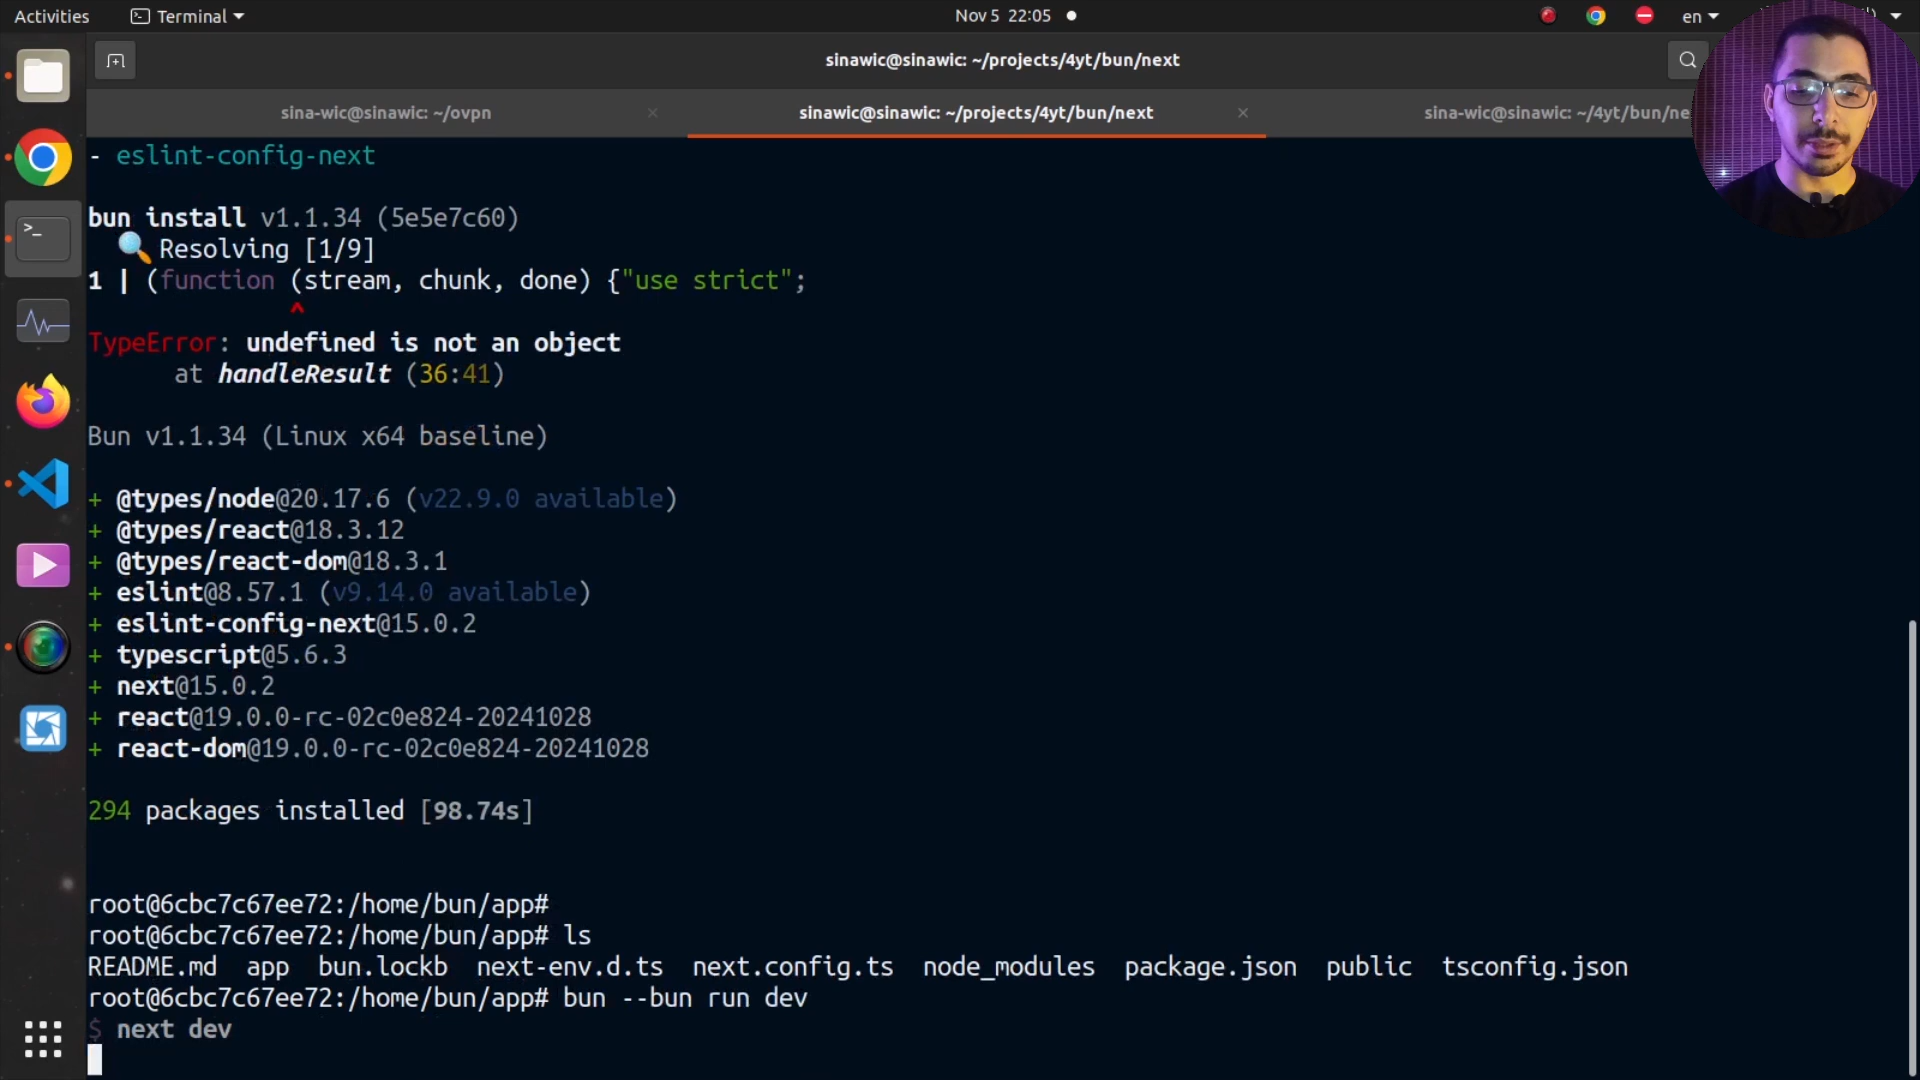 Activities
Terminal
Nov 5 22:05
en
sinawic@sinawic: ~/projects/4yt/bun/next
sina-wic@sinawic: ~/ovpn
×
sinawic@sinawic: ~/projects/4yt/bun/next
×
sina-wic@sinawic: ~/4yt/bun/ne
- eslint-config-next
bun install v1.1.34 (5e5e7c60)
Resolving [1/9]
1 | (function (stream, chunk, done) {"use strict";
^
TypeError: undefined is not an object
at handleResult (36:41)
Bun v1.1.34 (Linux x64 baseline)
+ @types/node@20.17.6 (v22.9.0 available)
+ @types/react@18.3.12
+ @types/react-dom@18.3.1
+ eslint@8.57.1 (v9.14.0 available)
+ eslint-config-next@15.0.2
+ typescript@5.6.3
+ next@15.0.2
+ react@19.0.0-rc-02c0e824-20241028
+ react-dom@19.0.0-rc-02c0e824-20241028
294 packages installed [98.74s]
root@6cbc7c67ee72:/home/bun/app#
root@6cbc7c67ee72:/home/bun/app# ls
README.md app bun.lockb next-env.d.ts next.config.ts node_modules package.json public tsconfig.json
root@6cbc7c67ee72:/home/bun/app# bun --bun run dev
$ next dev